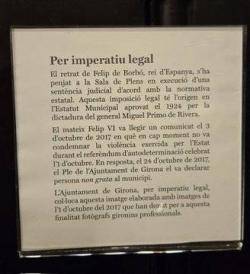 Per imperatiu legal
El retrat de Felip de Borbó, rei d'Espanya, s'ha
penjat a la Sala de Plens en execució d'una
sentència judicial d'acord amb la normativa
estatal. Aquesta imposició legal té l'origen en
l'Estatut Municipal aprovat el 1924 per la
dictadura del general Miguel Primo de Rivera.
El mateix Felip VI va llegir un comunicat el 3
d'octubre de 2017 en què en cap moment no va
condemnar la violència exercida per l'Estat
durant el referèndum d'autodeterminació celebrat
l'1 d'octubre. En resposta, el 24 d'octubre de 2017,
el Ple de l'Ajuntament de Girona el va declarar
persona non grata al municipi.
L'Ajuntament de Girona, per imperatiu legal,
col·loca aquesta imatge elaborada amb imatges de
l'1 d'octubre del 2017 que han per a aquesta
finalitat fotògrafs gironins professionals.